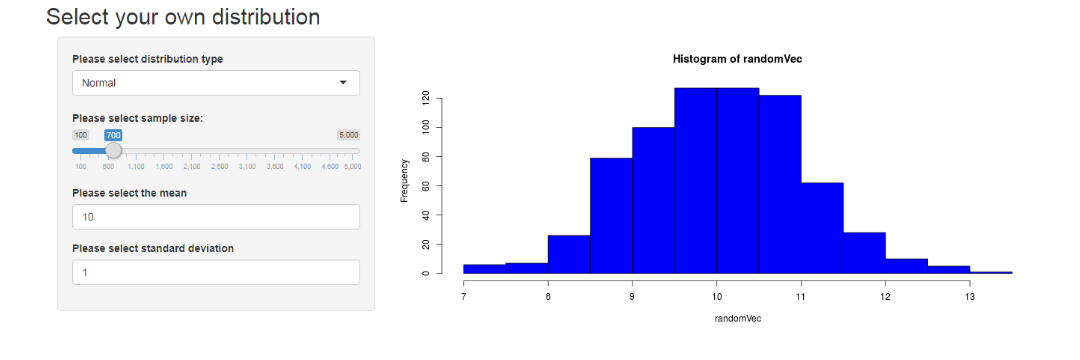 Select your own distribution
Please select distribution type
Normal
Please select sample size:
100 700 5,000
100 600 1,100 1,600 2,100 2,600 3,100 3,600 4,100 4,600 5,000
Please select the mean
10
Please select standard deviation
1
Histogram of randomVec
Frequency
120
100
80
60
40
20
0
7 8 9 10 11 12 13
randomVec